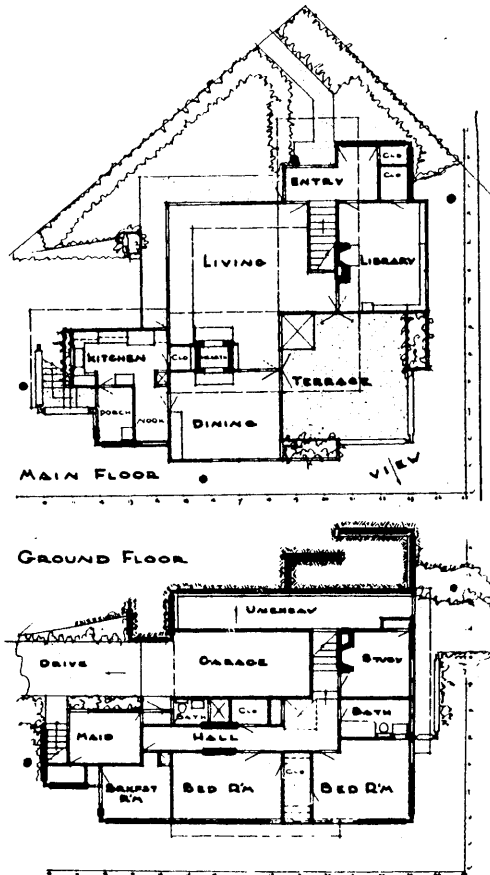 CLO
CLO
ENTRY
LIVING
LIBRARY
KITCHEN
CLO
HEARTH
TERRACE
PORCH
NOOK
DINING
MAIN FLOOR
VIEW
GROUND FLOOR
UNEXCAV
DRIVE
GARAGE
STUDY
BATH
CLO
BATH
MAID
HALL
BRKFST
R'M
BED R'M
CLO
BED R'M